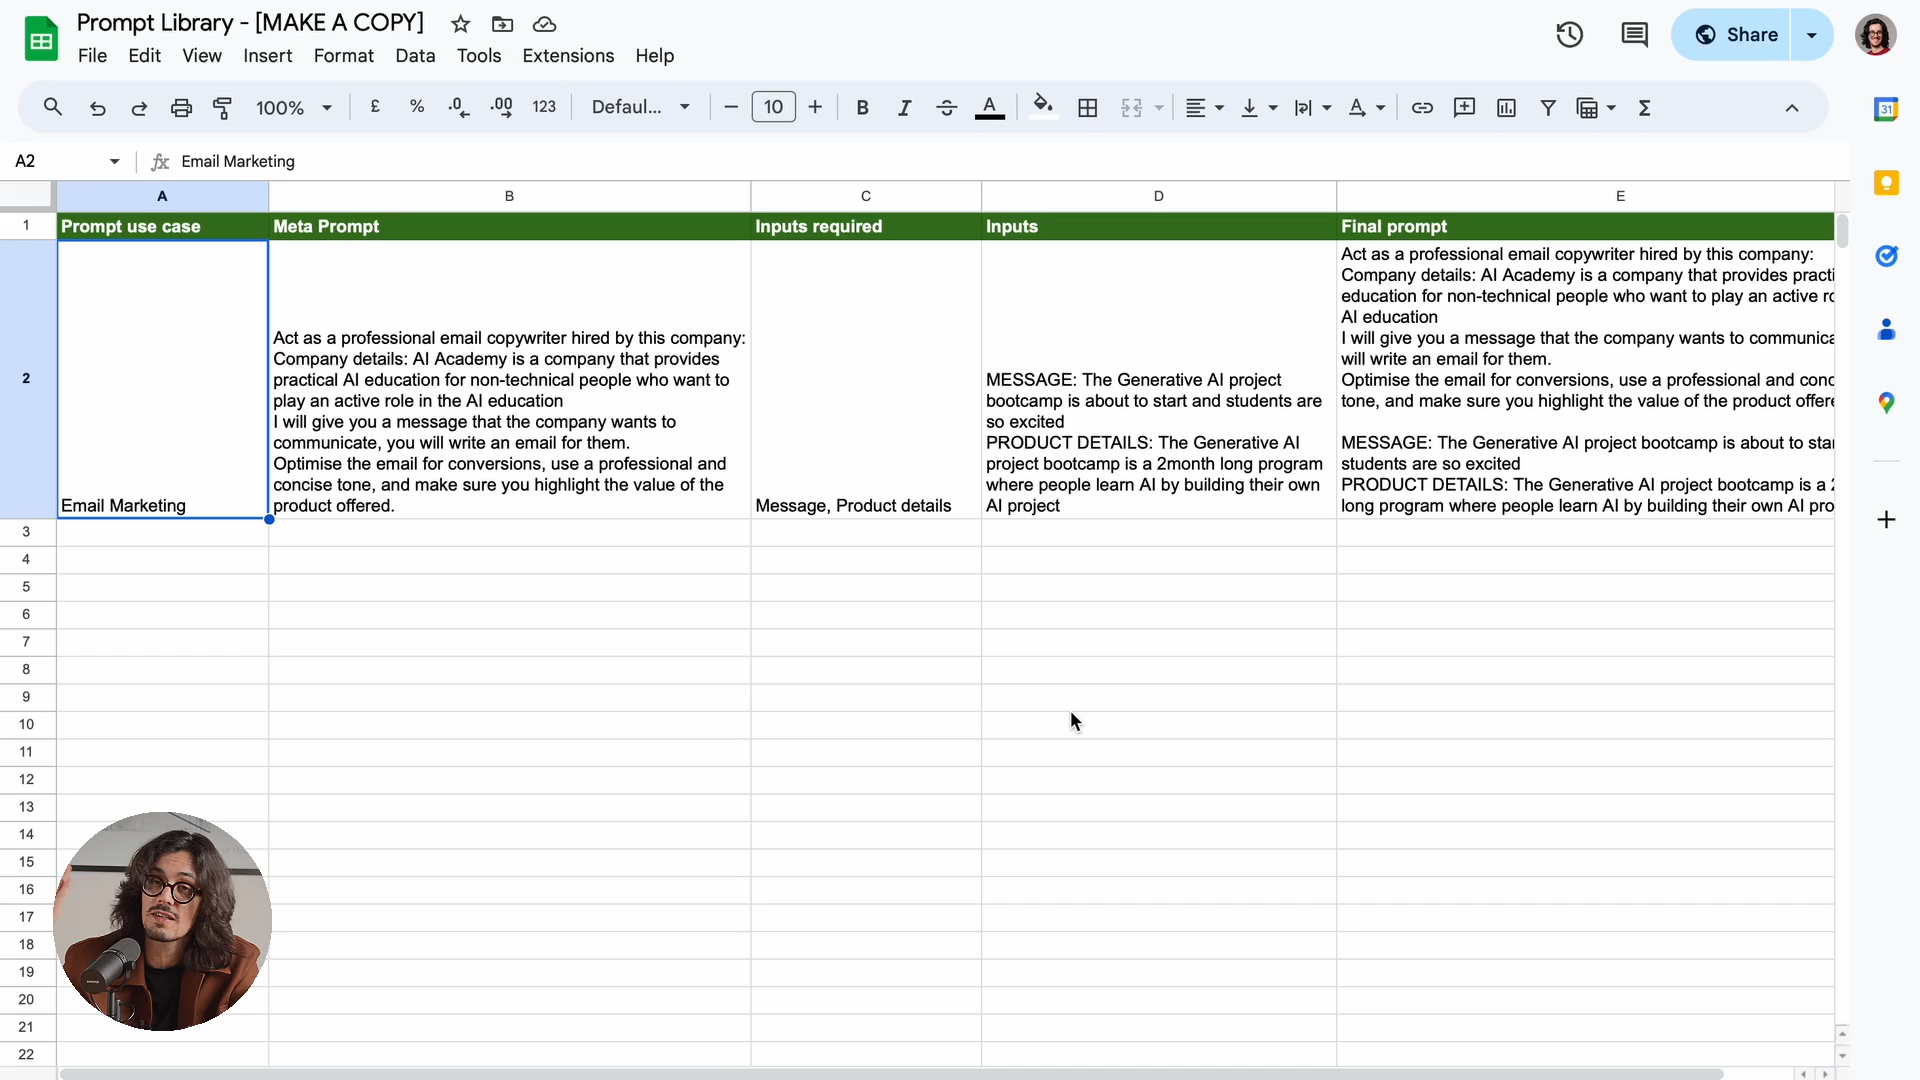 Prompt Library - [MAKE A COPY]
File Edit View Insert Format Data Tools Extensions Help
Share
100% £ % .0 .00 123 Defaul... 10 B I S A
31
A2 fx Email Marketing
A B C D E
1 Prompt use case Meta Prompt Inputs required Inputs Final prompt
2
Email Marketing
Act as a professional email copywriter hired by this company:
Company details: AI Academy is a company that provides
practical AI education for non-technical people who want to
play an active role in the AI education
I will give you a message that the company wants to
communicate, you will write an email for them.
Optimise the email for conversions, use a professional and
concise tone, and make sure you highlight the value of the
product offered.
Message, Product details
MESSAGE: The Generative AI project
bootcamp is about to start and students are
so excited
PRODUCT DETAILS: The Generative AI
project bootcamp is a 2month long program
where people learn AI by building their own
AI project
Act as a professional email copywriter hired by this company:
Company details: AI Academy is a company that provides practi
education for non-technical people who want to play an active ro
AI education
I will give you a message that the company wants to communica
will write an email for them.
Optimise the email for conversions, use a professional and conc
tone, and make sure you highlight the value of the product offere
MESSAGE: The Generative AI project bootcamp is about to star
students are so excited
PRODUCT DETAILS: The Generative AI project bootcamp is a 2
long program where people learn AI by building their own AI pro
3
4
5
6
7
8
9
10
11
12
13
14
15
16
17
18
19
20
21
22